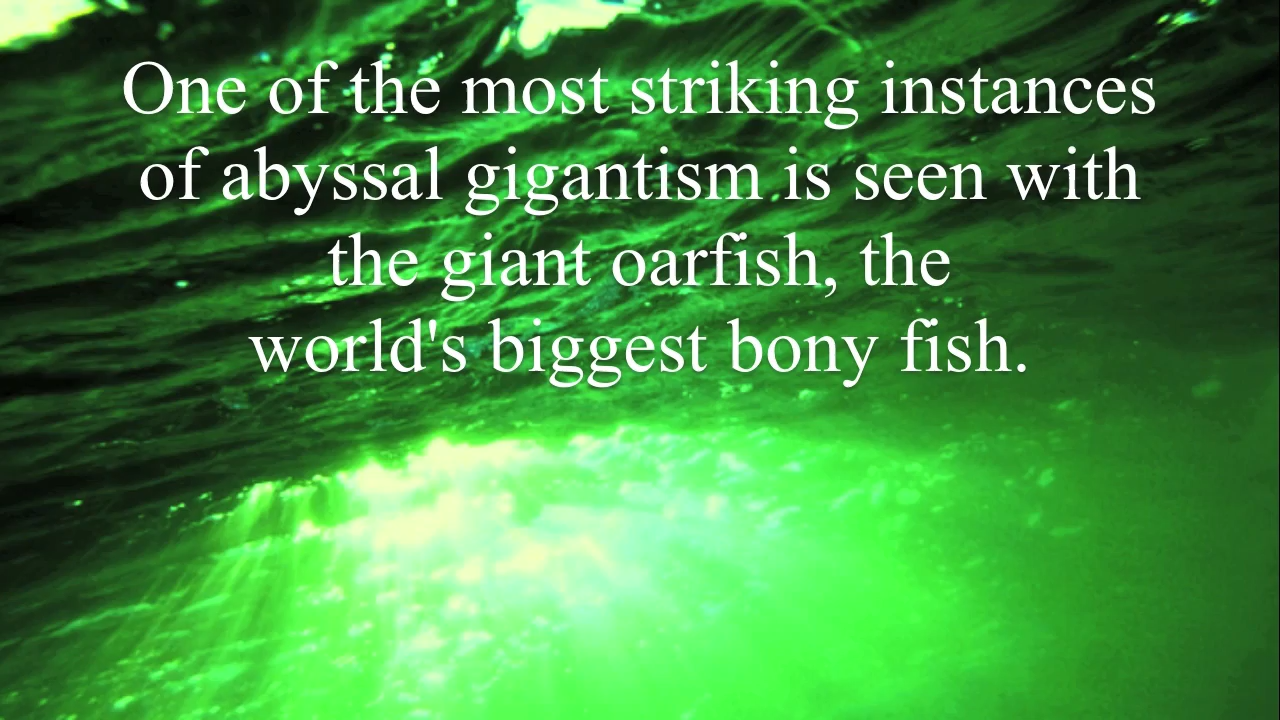 One of the most striking instances
of abyssal gigantism is seen with
the giant oarfish, the
world's biggest bony fish.